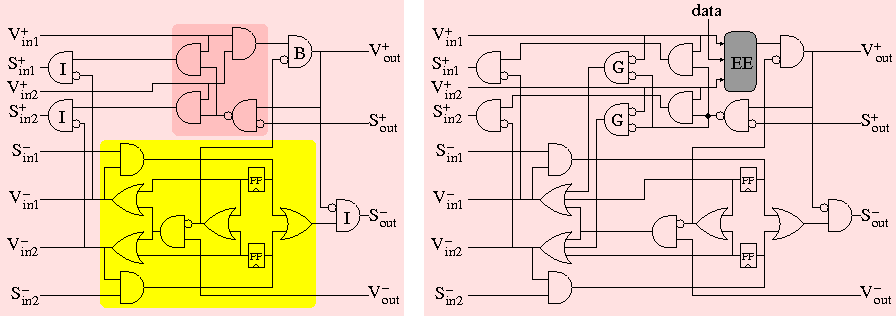 data
V+in1 B V+out V+in1 EE V+out
S+in1 I S+in1 G
V+in2 V+in2
S+in2 I S+out S+in2 G S+out
S−in1 S−in1
FF FF
V−in1 V−in1
I S−out S−out
V−in2 V−in2
FF FF
S−in2 V−out S−in2 V−out